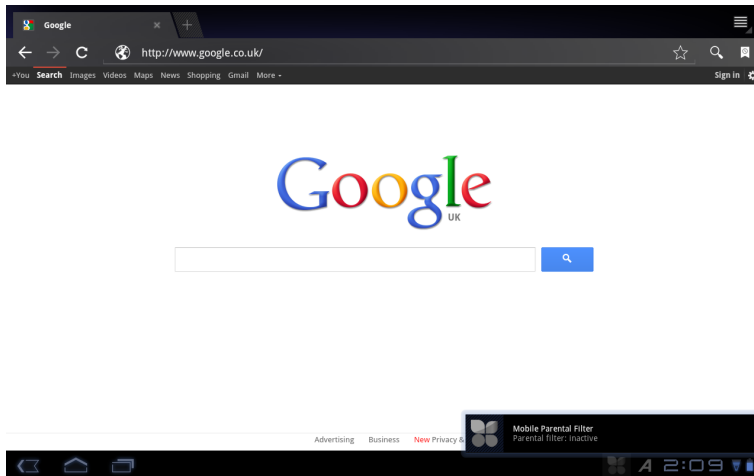 Google
http://www.google.co.uk/
+You Search Images Videos Maps News Shopping Gmail More
Sign in
Google
UK
Advertising Business New Privacy &
Mobile Parental Filter
Parental filter: inactive
A 2:09